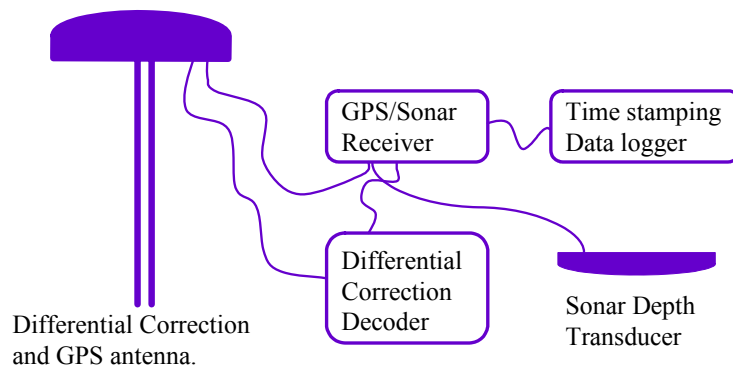 GPS/Sonar
Receiver
Time stamping
Data logger
Differential
Correction
Decoder
Sonar Depth
Transducer
Differential Correction
and GPS antenna.